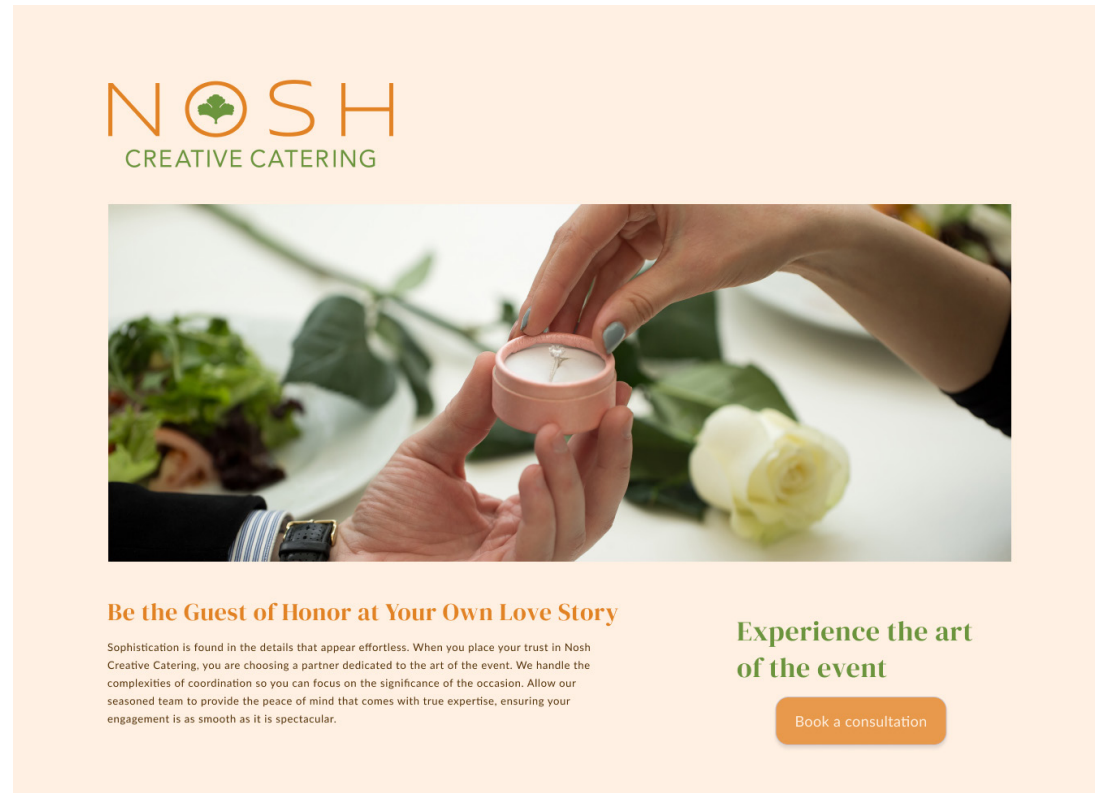 NOSH
CREATIVE CATERING
Be the Guest of Honor at Your Own Love Story
Sophistication is found in the details that appear effortless. When you place your trust in Nosh
Creative Catering, you are choosing a partner dedicated to the art of the event. We handle the
complexities of coordination so you can focus on the significance of the occasion. Allow our
seasoned team to provide the peace of mind that comes with true expertise, ensuring your
engagement is as smooth as it is spectacular.
Experience the art
of the event
Book a consultation